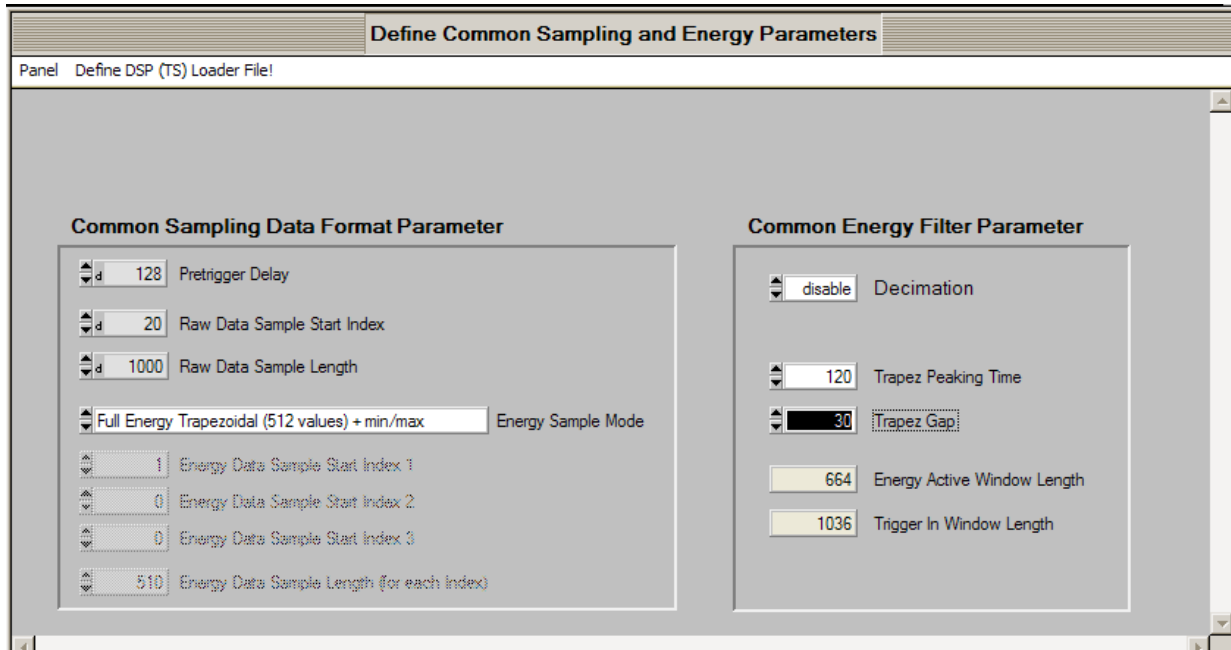 Define Common Sampling and Energy Parameters
Panel Define DSP (TS) Loader File!
Common Sampling Data Format Parameter
d 128 Pretrigger Delay
d 20 Raw Data Sample Start Index
d 1000 Raw Data Sample Length
Full Energy Trapezoidal (512 values) + min/max Energy Sample Mode
1 Energy Data Sample Start Index 1
0 Energy Data Sample Start Index 2
0 Energy Data Sample Start Index 3
510 Energy Data Sample Length (for each Index)
Common Energy Filter Parameter
disable Decimation
120 Trapez Peaking Time
30 Trapez Gap
664 Energy Active Window Length
1036 Trigger In Window Length